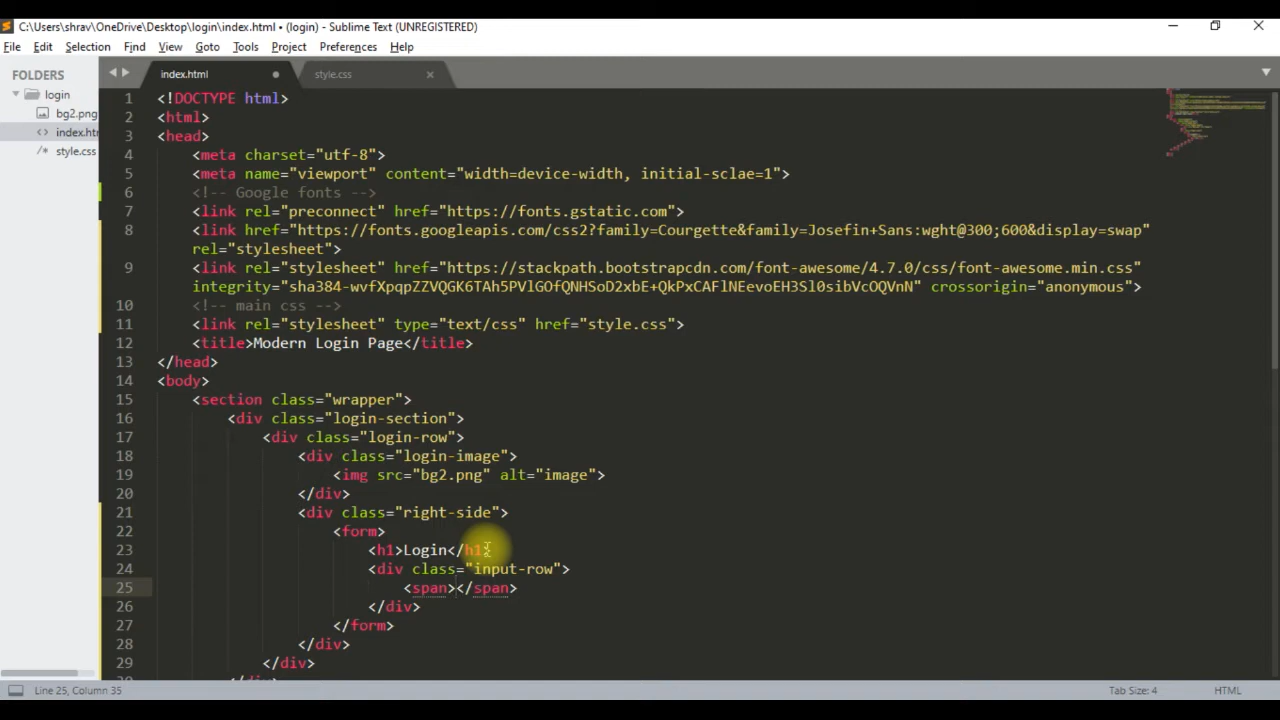 C:\Users\shrav\OneDrive\Desktop\login\index.html • (login) - Sublime Text (UNREGISTERED)
File Edit Selection Find View Goto Tools Project Preferences Help
FOLDERS
login
bg2.png
index.htm
style.css
index.html
style.css
1 <!DOCTYPE html>
2 <html>
3 <head>
4 <meta charset="utf-8">
5 <meta name="viewport" content="width=device-width, initial-sclae=1">
6 <!-- Google fonts -->
7 <link rel="preconnect" href="https://fonts.gstatic.com">
8 <link href="https://fonts.googleapis.com/css2?family=Courgette&family=Josefin+Sans:wght@300;600&display=swap"
rel="stylesheet">
9 <link rel="stylesheet" href="https://stackpath.bootstrapcdn.com/font-awesome/4.7.0/css/font-awesome.min.css"
integrity="sha384-wvfXpqpZZVQGK6TAh5PVlGOfQNHSoD2xbE+QkPxCAFlNEevoEH3Sl0sibVcOQVnN" crossorigin="anonymous">
10 <!-- main css -->
11 <link rel="stylesheet" type="text/css" href="style.css">
12 <title>Modern Login Page</title>
13 </head>
14 <body>
15 <section class="wrapper">
16 <div class="login-section">
17 <div class="login-row">
18 <div class="login-image">
19 <img src="bg2.png" alt="image">
20 </div>
21 <div class="right-side">
22 <form>
23 <h1>Login</h1>
24 <div class="input-row">
25 <span></span>
26 </div>
27 </form>
28 </div>
29 </div>
Line 25, Column 35
Tab Size: 4
HTML